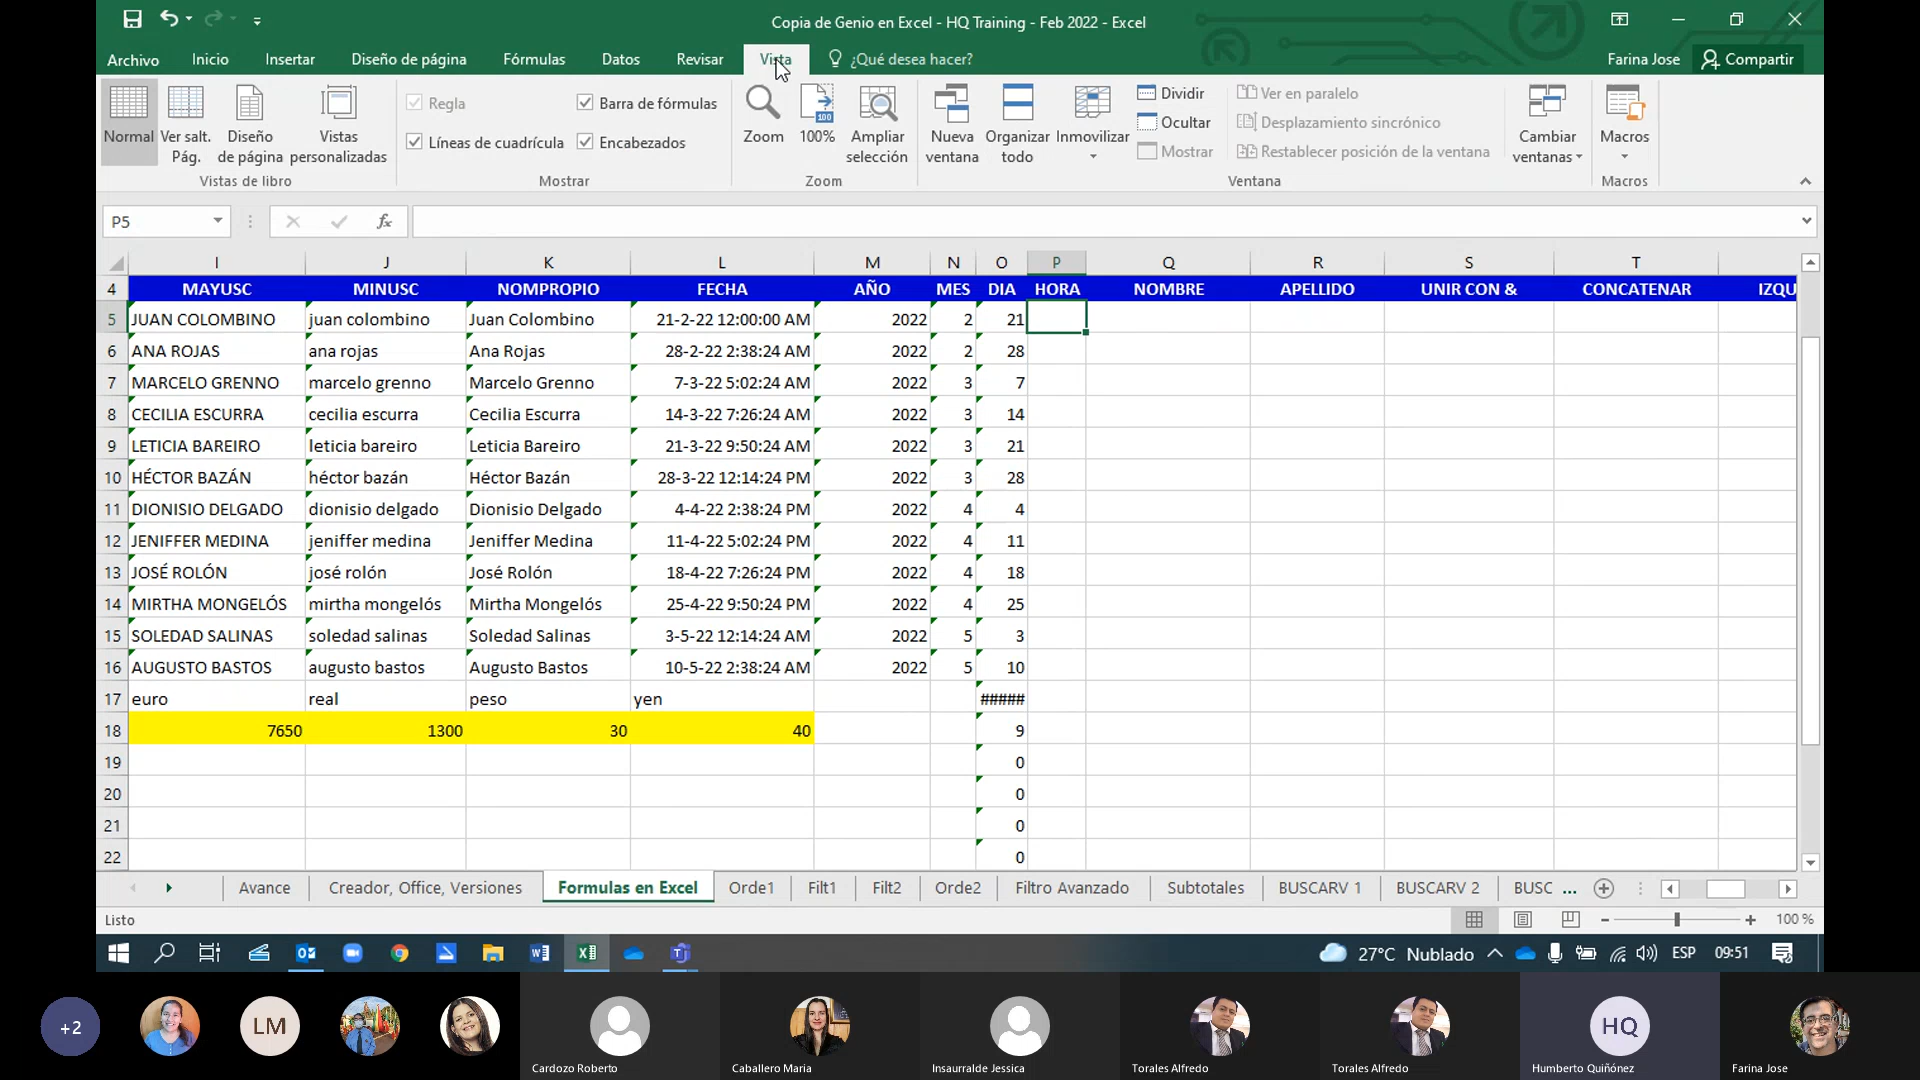 Copia de Genio en Excel - HQ Training - Feb 2022 - Excel
Archivo Inicio Insertar Diseño de página Fórmulas Datos Revisar Vista ¿Qué desea hacer? Farina Jose Compartir
Regla Barra de fórmulas Dividir Ver en paralelo
Normal Ver salt. Diseño Vistas Líneas de cuadrícula Encabezados Zoom 100% Ampliar Nueva Organizar Inmovilizar Ocultar Desplazamiento sincrónico Cambiar Macros
Pág. de página personalizadas selección ventana todo Mostrar Restablecer posición de la ventana ventanas
Vistas de libro Mostrar Zoom Ventana Macros
P5 fx
I J K L M N O P Q R S T
4 MAYUSC MINUSC NOMPROPIO FECHA AÑO MES DIA HORA NOMBRE APELLIDO UNIR CON & CONCATENAR IZQU
5 JUAN COLOMBINO juan colombino Juan Colombino 21-2-22 12:00:00 AM 2022 2 21
6 ANA ROJAS ana rojas Ana Rojas 28-2-22 2:38:24 AM 2022 2 28
7 MARCELO GRENNO marcelo grenno Marcelo Grenno 7-3-22 5:02:24 AM 2022 3 7
8 CECILIA ESCURRA cecilia escurra Cecilia Escurra 14-3-22 7:26:24 AM 2022 3 14
9 LETICIA BAREIRO leticia bareiro Leticia Bareiro 21-3-22 9:50:24 AM 2022 3 21
10 HÉCTOR BAZÁN héctor bazán Héctor Bazán 28-3-22 12:14:24 PM 2022 3 28
11 DIONISIO DELGADO dionisio delgado Dionisio Delgado 4-4-22 2:38:24 PM 2022 4 4
12 JENIFFER MEDINA jeniffer medina Jeniffer Medina 11-4-22 5:02:24 PM 2022 4 11
13 JOSÉ ROLÓN josé rolón José Rolón 18-4-22 7:26:24 PM 2022 4 18
14 MIRTHA MONGELÓS mirtha mongelós Mirtha Mongelós 25-4-22 9:50:24 PM 2022 4 25
15 SOLEDAD SALINAS soledad salinas Soledad Salinas 3-5-22 12:14:24 AM 2022 5 3
16 AUGUSTO BASTOS augusto bastos Augusto Bastos 10-5-22 2:38:24 AM 2022 5 10
17 euro real peso yen #####
18 7650 1300 30 40 9
19 0
20 0
21 0
22 0
Avance Creador, Office, Versiones Formulas en Excel Orde1 Filt1 Filt2 Orde2 Filtro Avanzado Subtotales BUSCARV 1 BUSCARV 2 BUSC ...
Listo 100 %
27°C Nublado ESP 09:51
+2 LM HQ
Cardozo Roberto Caballero Maria Insaurralde Jessica Torales Alfredo Torales Alfredo Humberto Quiñónez Farina Jose